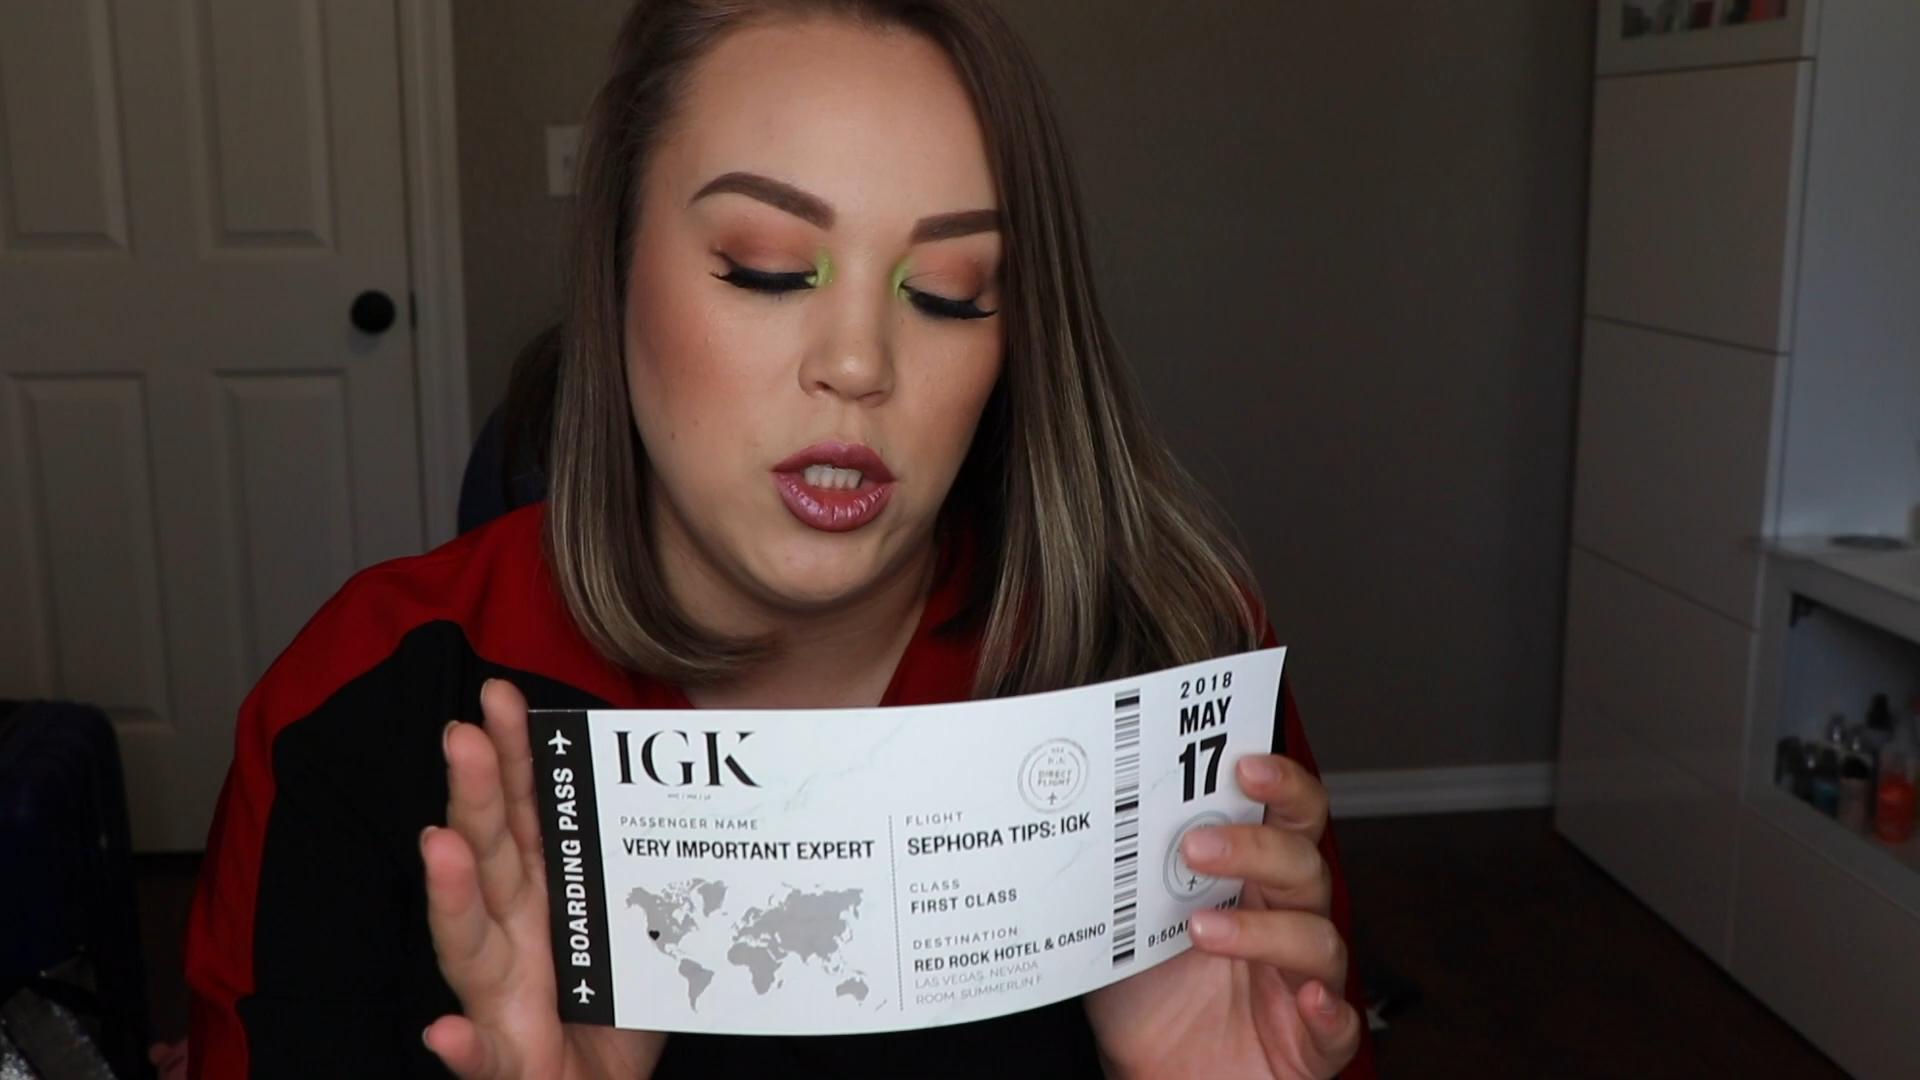 BOARDING PASS
IGK
PASSENGER NAME
VERY IMPORTANT EXPERT
DIRECT
FLIGHT
FLIGHT
SEPHORA TIPS: IGK
CLASS
FIRST CLASS
DESTINATION
RED ROCK HOTEL & CASINO
LAS VEGAS, NEVADA
ROOM: SUMMERLIN F
2018
MAY
17